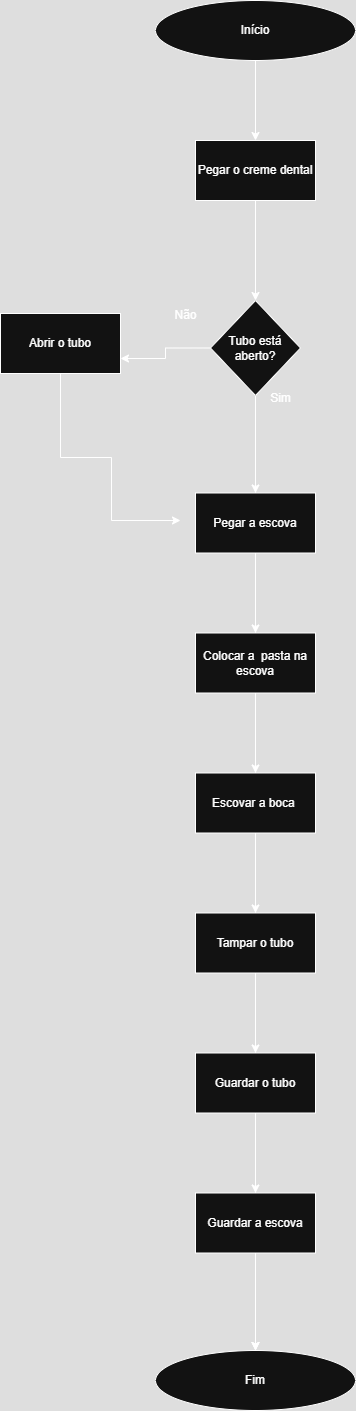 Início
Pegar o creme dental
Não
Abrir o tubo
Tubo está
aberto?
Sim
Pegar a escova
Colocar a  pasta na
escova
Escovar a boca
Tampar o tubo
Guardar o tubo
Guardar a escova
Fim